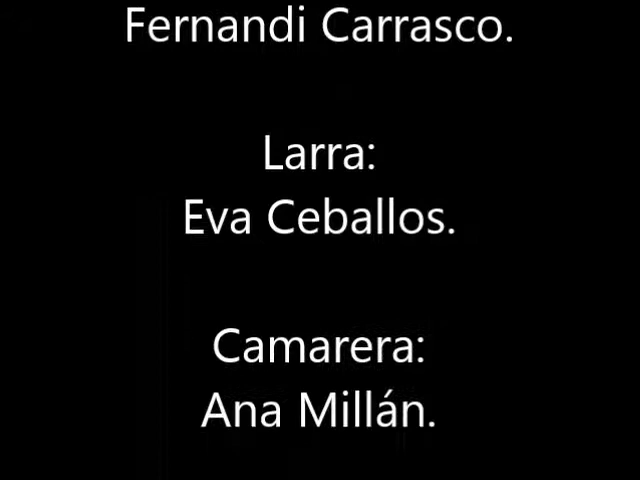 Fernandi Carrasco.
Larra:
Eva Ceballos.
Camarera:
Ana Millán.